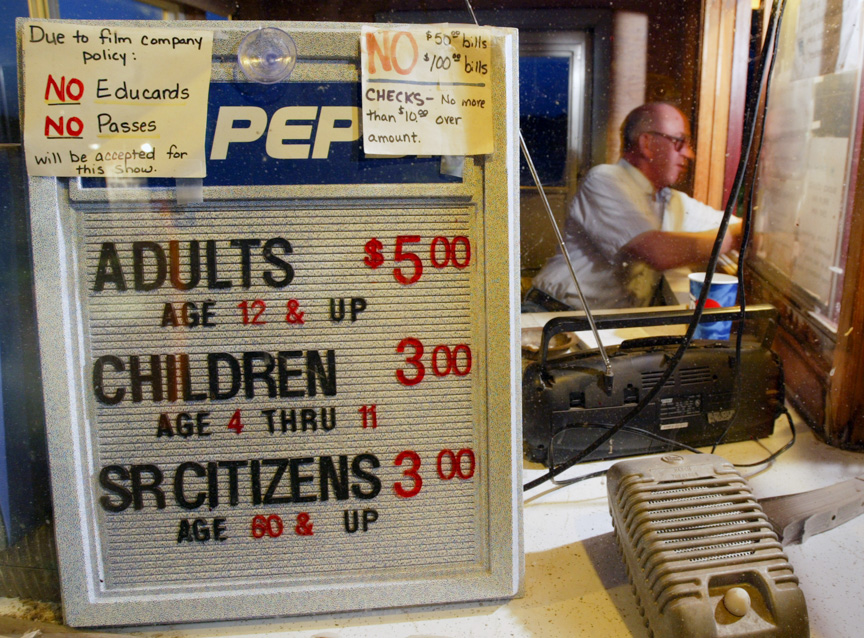 Due to film company
policy:
NO Educards
NO Passes
will be accepted for
this show.
NO $50.00 bills
$100.00 bills
CHECKS- No more
than $10.00 over
amount.
PEP
ADULTS $5 00
AGE 12 & UP
CHILDREN 3 00
AGE 4 THRU 11
SR CITIZENS 3 00
AGE 60 & UP